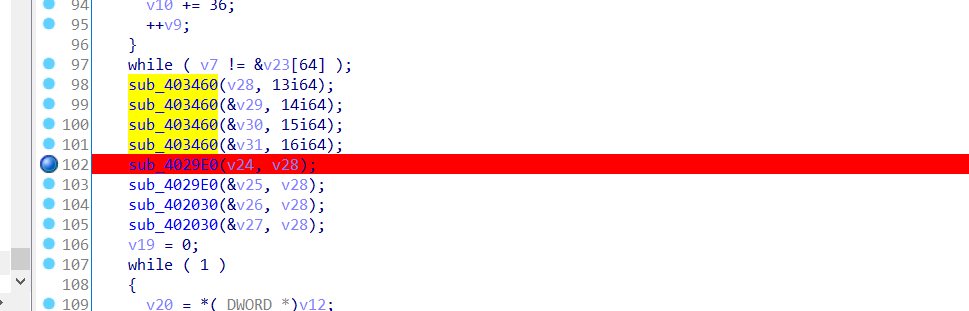 94 v10 += 36;
95 ++v9;
96 }
97 while ( v7 != &v23[64] );
98 sub_403460(v28, 13i64);
99 sub_403460(&v29, 14i64);
100 sub_403460(&v30, 15i64);
101 sub_403460(&v31, 16i64);
102 sub_4029E0(v24, v28);
103 sub_4029E0(&v25, v28);
104 sub_402030(&v26, v28);
105 sub_402030(&v27, v28);
106 v19 = 0;
107 while ( 1 )
108 {
109 v20 = *(_DWORD *)v12;